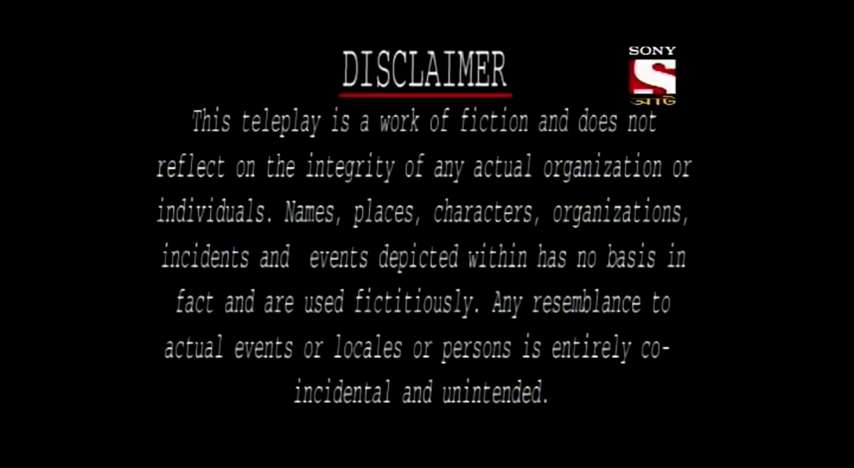 DISCLAIMER
SONY
আট
This teleplay is a work of fiction and does not
reflect on the integrity of any actual organization or
individuals. Names, places, characters, organizations,
incidents and events depicted within has no basis in
fact and are used fictitiously. Any resemblance to
actual events or locales or persons is entirely co-
incidental and unintended.